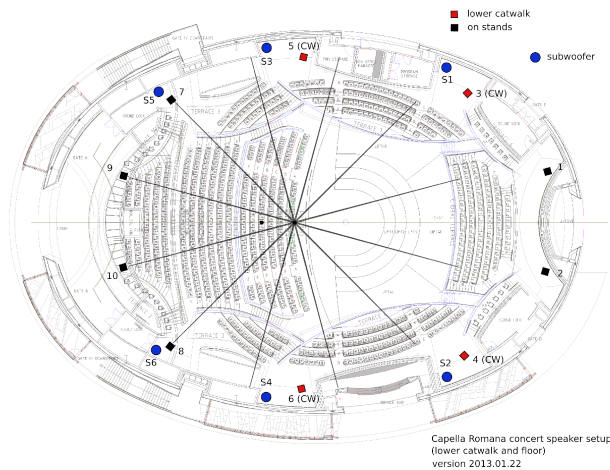 lower catwalk
on stands
subwoofer
S3
5 (CW)
S1
3 (CW)
S5
7
9
1
10
2
S6
8
S4
6 (CW)
S2
4 (CW)
GATE A
TERRACE
Capella Romana concert speaker setup
(lower catwalk and floor)
version 2013.01.22